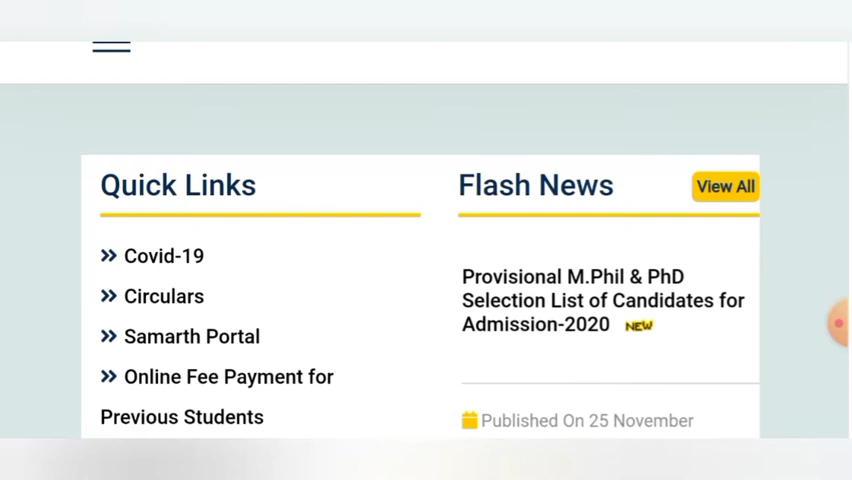 Quick Links
Covid-19
Circulars
Samarth Portal
Online Fee Payment for
Previous Students
Flash News
View All
Provisional M.Phil & PhD
Selection List of Candidates for
Admission-2020 NEW
Published On 25 November